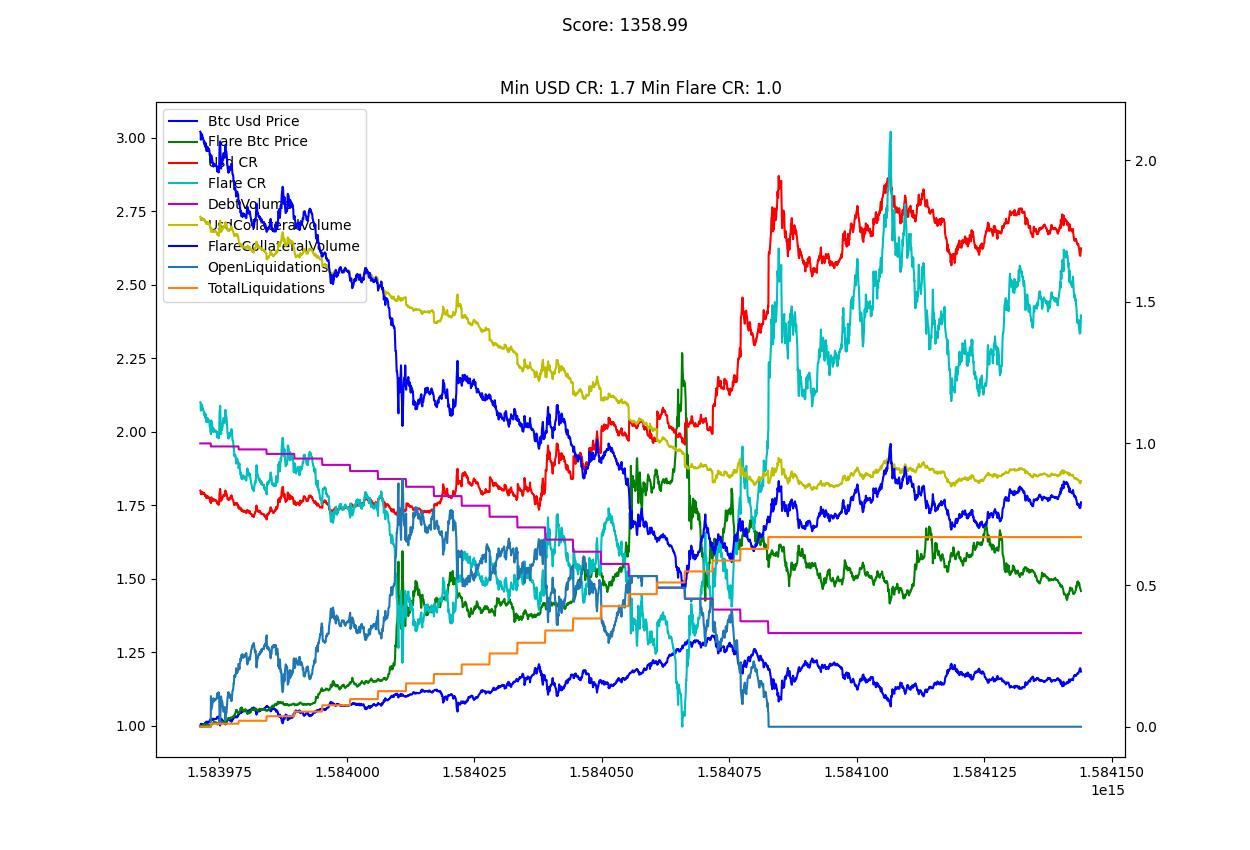 Score: 1358.99
Min USD CR: 1.7 Min Flare CR: 1.0
Btc Usd Price
Flare Btc Price
Usd CR
Flare CR
DebtVolume
UsdCollateralVolume
FlareCollateralVolume
OpenLiquidations
TotalLiquidations
3.00
2.75
2.50
2.25
2.00
1.75
1.50
1.25
1.00
2.0
1.5
1.0
0.5
0.0
1.583975
1.584000
1.584025
1.584050
1.584075
1.584100
1.584125
1.584150
1e15